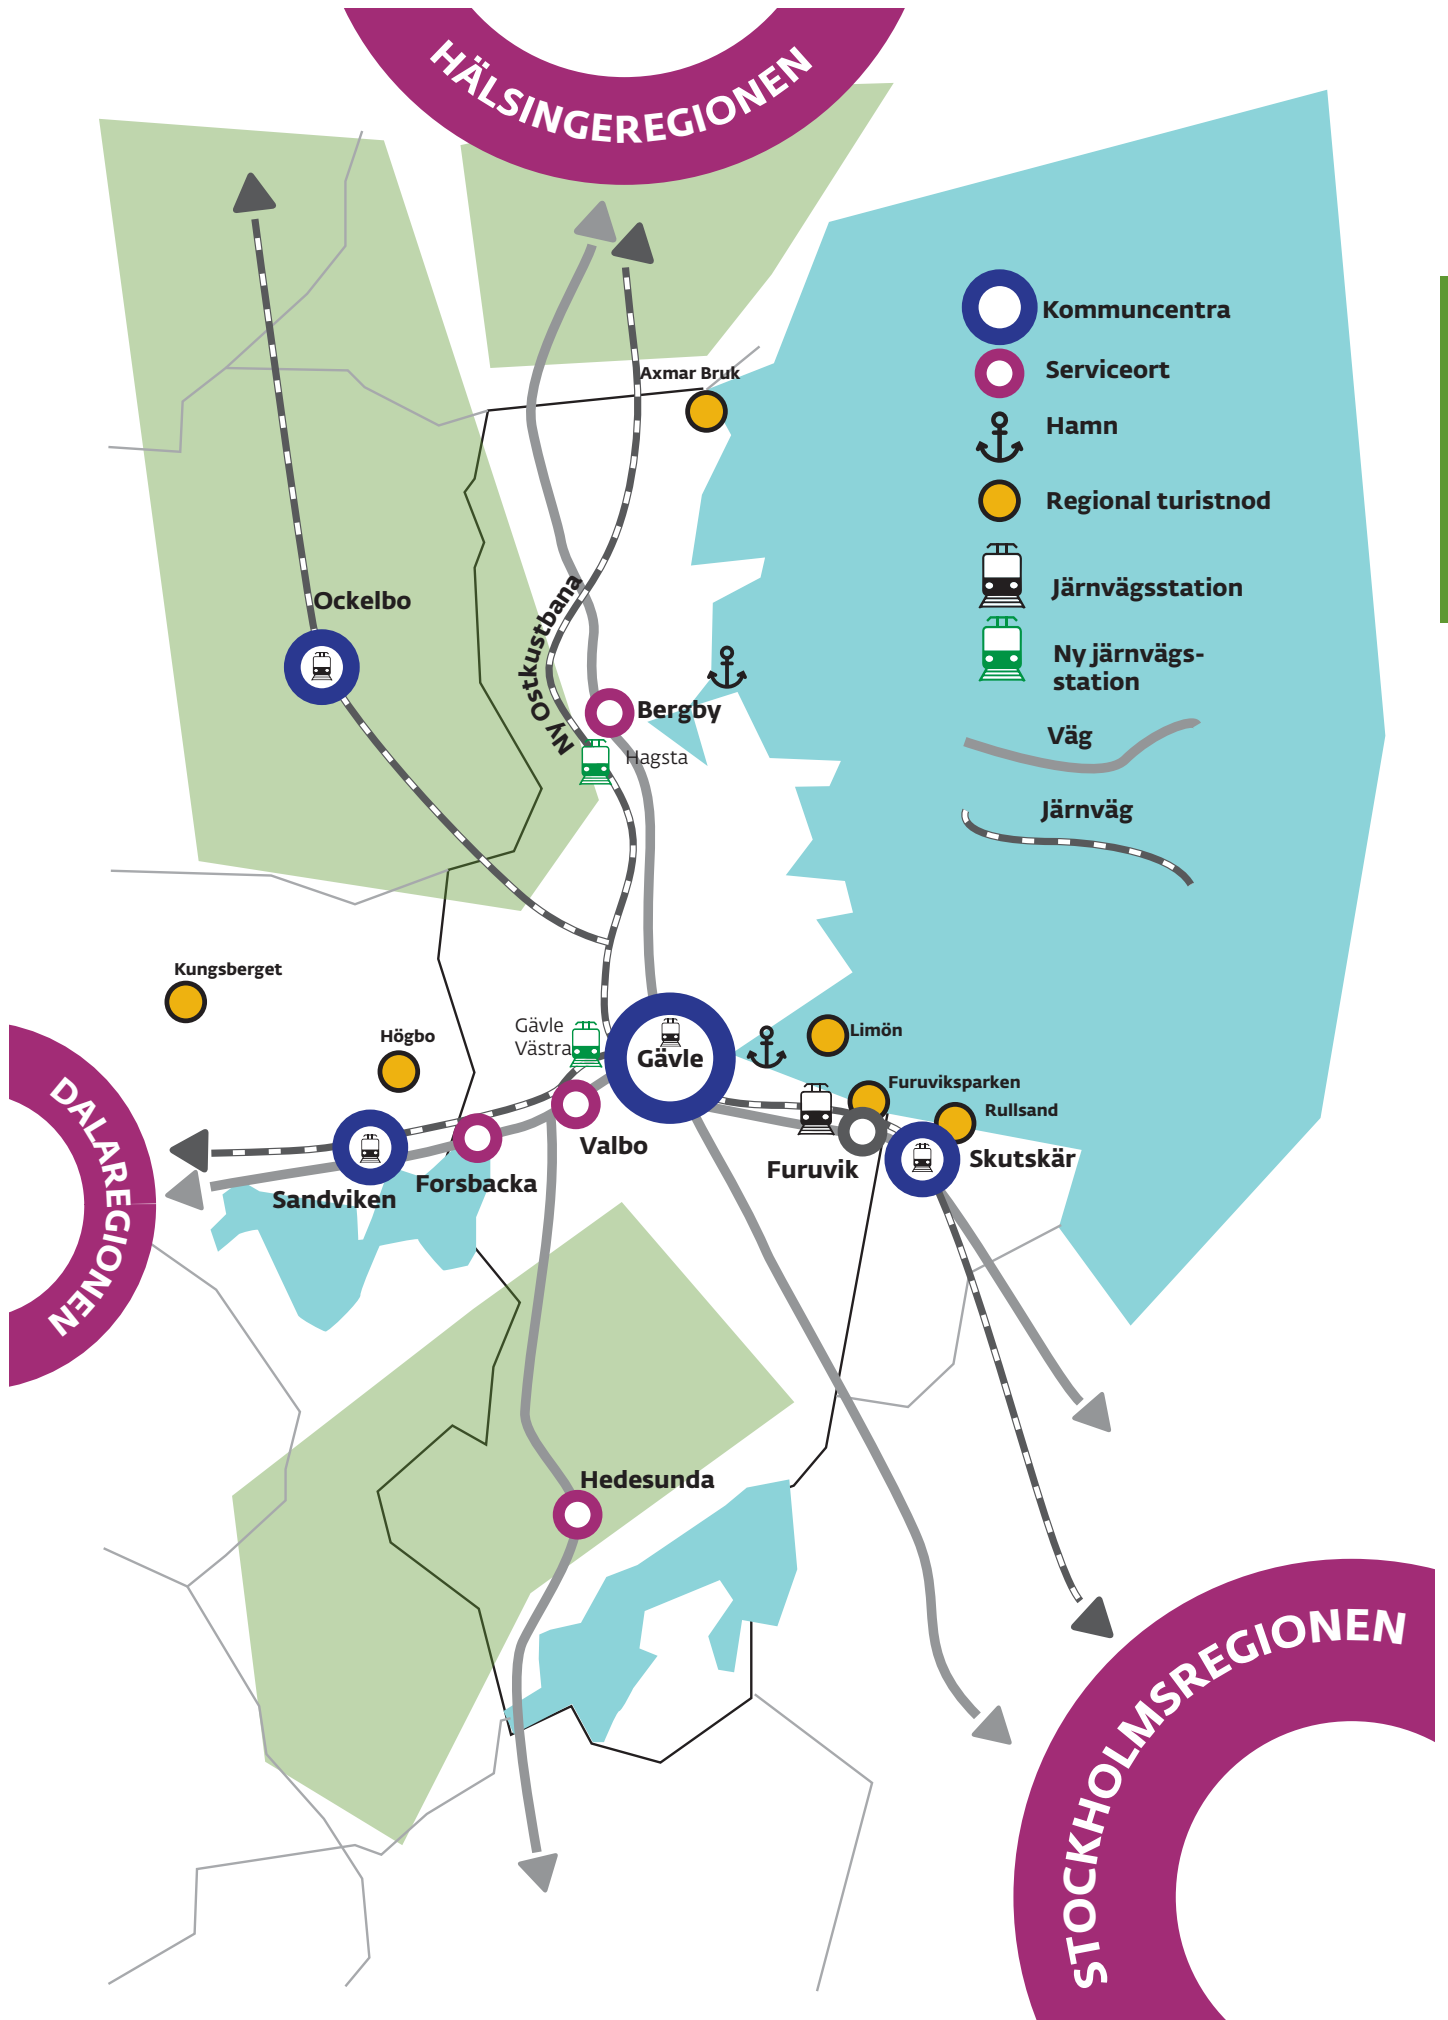 HÄLSINGEREGIONEN
Kommuncentra
Serviceort
Axmar Bruk
Hamn
Regional turistnod
Järnvägsstation
Ockelbo
Ny järnvägs-
station
Ny Ostkustbana
Bergby
Väg
Hagsta
Järnväg
Kungsberget
Gävle
Västra
Högbo
Limön
Gävle
Furuviksparken
Rullsand
DALAREGIONEN
Valbo
Furuvik
Skutskär
Forsbacka
Sandviken
Hedesunda
STOCKHOLMSREGIONEN